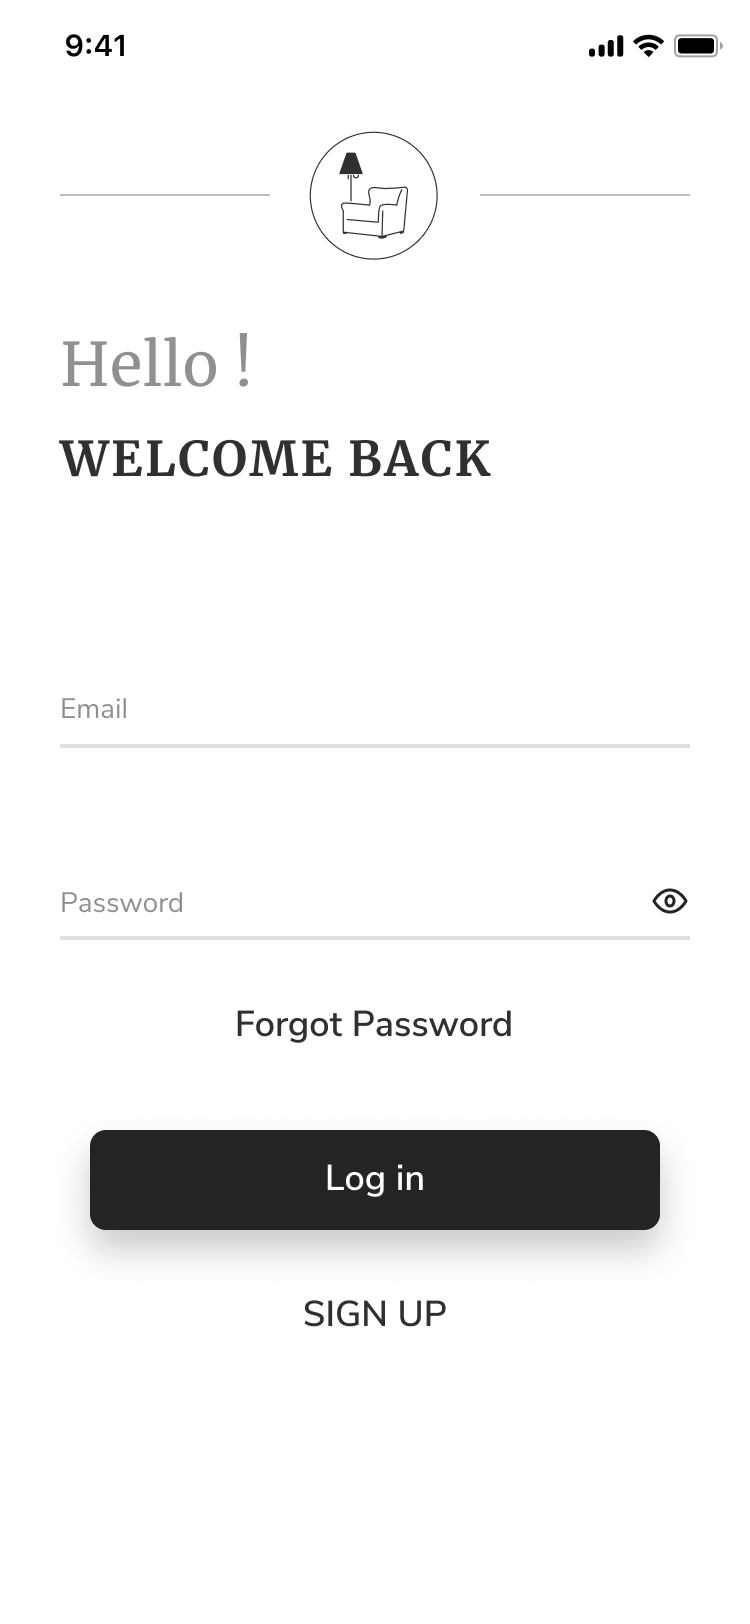 9:41
Hello !
WELCOME BACK
Email
Password
Forgot Password
Log in
SIGN UP